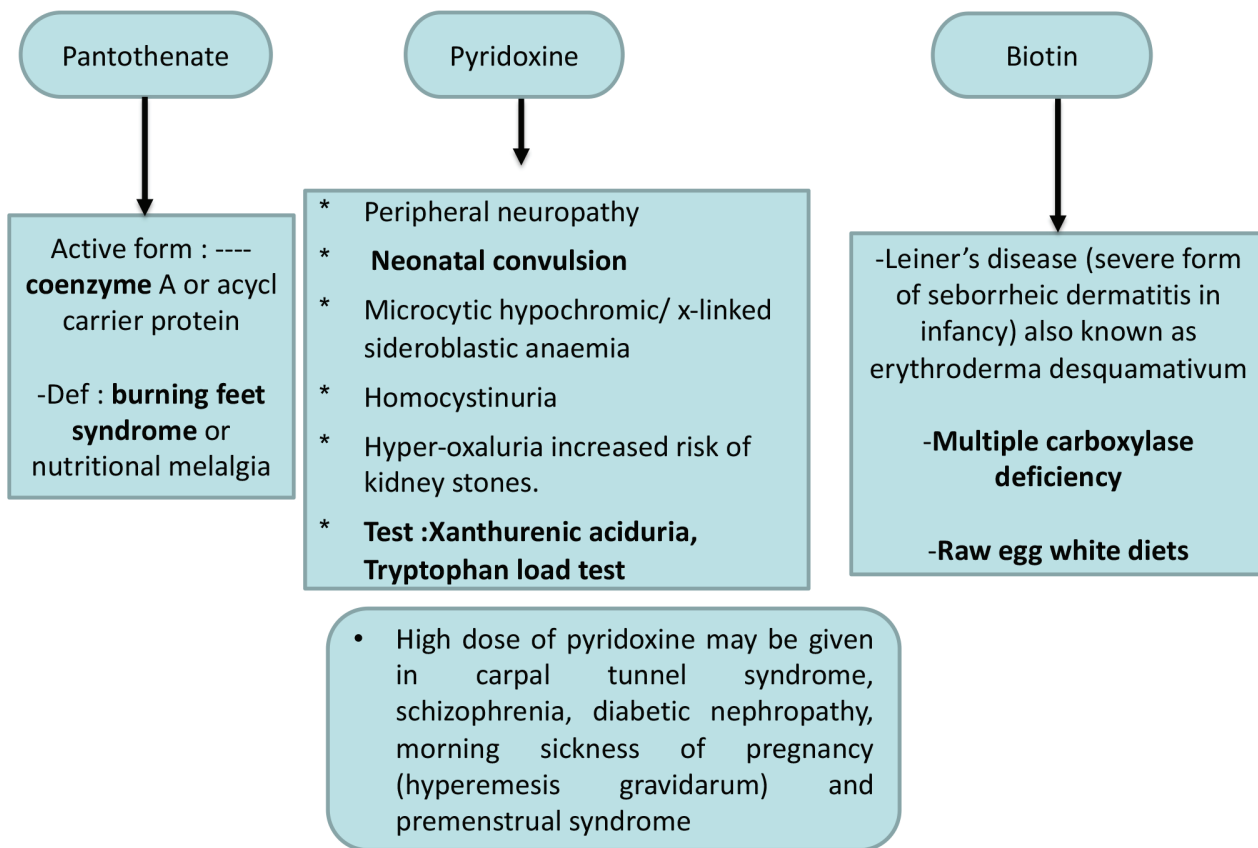 Pantothenate
Active form : ----
coenzyme A or acycl
carrier protein
-Def : burning feet
syndrome or
nutritional melalgia
Pyridoxine
* Peripheral neuropathy
* Neonatal convulsion
* Microcytic hypochromic/ x-linked
sideroblastic anaemia
* Homocystinuria
* Hyper-oxaluria increased risk of
kidney stones.
* Test :Xanthurenic aciduria,
Tryptophan load test
• High dose of pyridoxine may be given
in carpal tunnel syndrome,
schizophrenia, diabetic nephropathy,
morning sickness of pregnancy
(hyperemesis gravidarum) and
premenstrual syndrome
Biotin
-Leiner’s disease (severe form
of seborrheic dermatitis in
infancy) also known as
erythroderma desquamativum
-Multiple carboxylase
deficiency
-Raw egg white diets